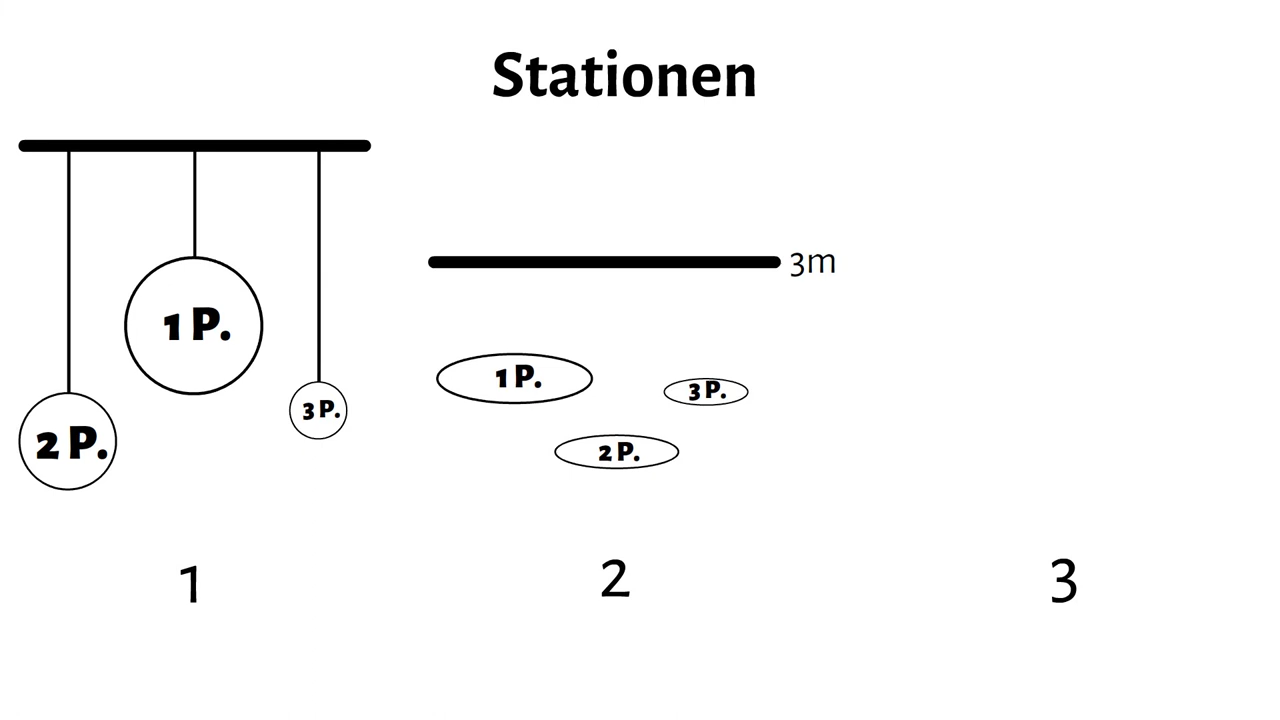 Stationen
1 P.
2 P.
3 P.
3m
1 P.
3 P.
2 P.
1
2
3